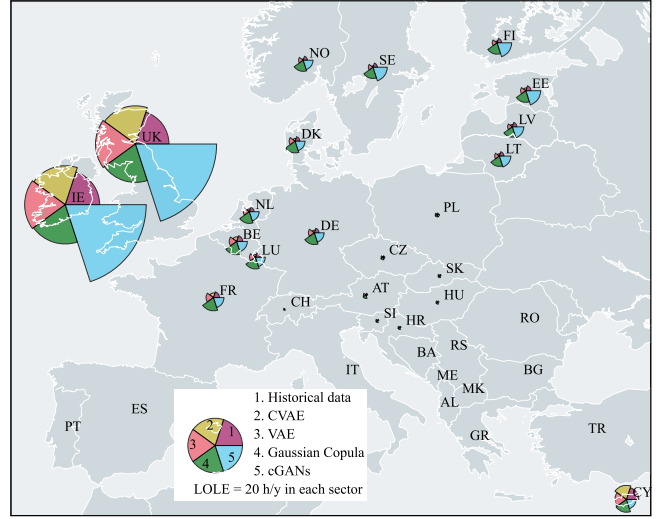 FI
NO
SE
EE
LV
UK
DK
LT
IE
NL
PL
DE
BE
LU
CZ
SK
FR
AT
HU
CH
SI
HR
RO
RS
BA
IT
ME
BG
MK
AL
ES
PT
GR
TR
CY
1. Historical data
2. CVAE
3. VAE
4. Gaussian Copula
5. cGANs
2
1
3
4
5
LOLE = 20 h/y in each sector